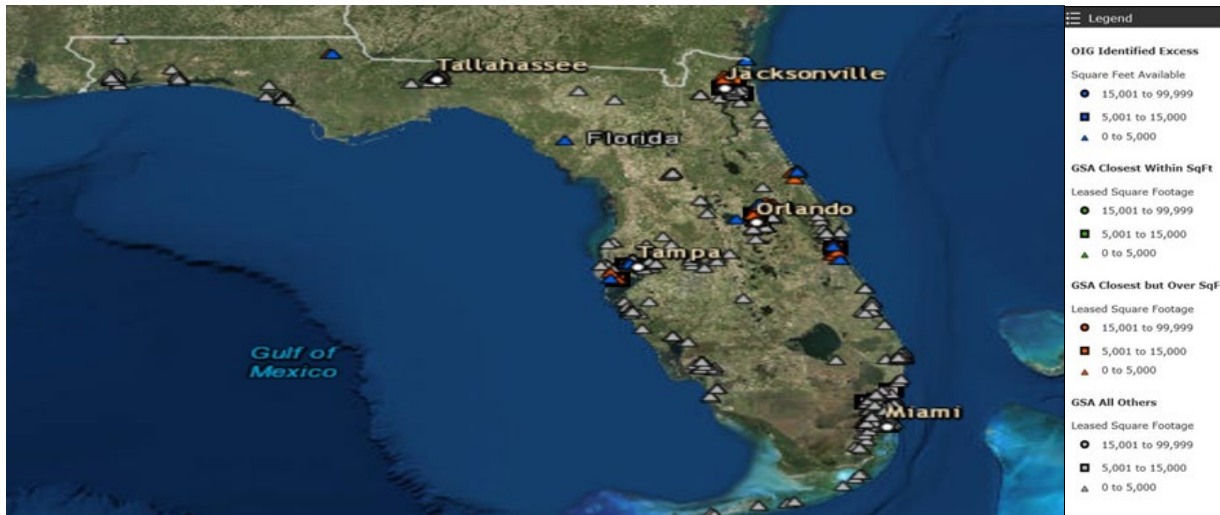 Tallahassee
Jacksonville
Florida
Orlando
Tampa
Gulf of
Mexico
Miami
Legend
OIG Identified Excess
Square Feet Available
15,001 to 99,999
5,001 to 15,000
0 to 5,000
GSA Closest Within SqFt
Leased Square Footage
15,001 to 99,999
5,001 to 15,000
0 to 5,000
GSA Closest but Over SqF
Leased Square Footage
15,001 to 99,999
5,001 to 15,000
0 to 5,000
GSA All Others
Leased Square Footage
15,001 to 99,999
5,001 to 15,000
0 to 5,000